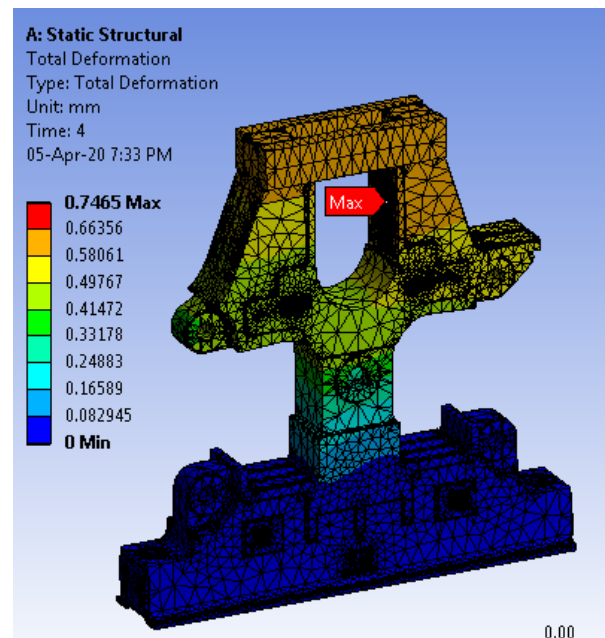 A: Static Structural
Total Deformation
Type: Total Deformation
Unit: mm
Time: 4
05-Apr-20 7:33 PM
0.7465 Max
0.66356
0.58061
0.49767
0.41472
0.33178
0.24883
0.16589
0.082945
0 Min
Max
0.00